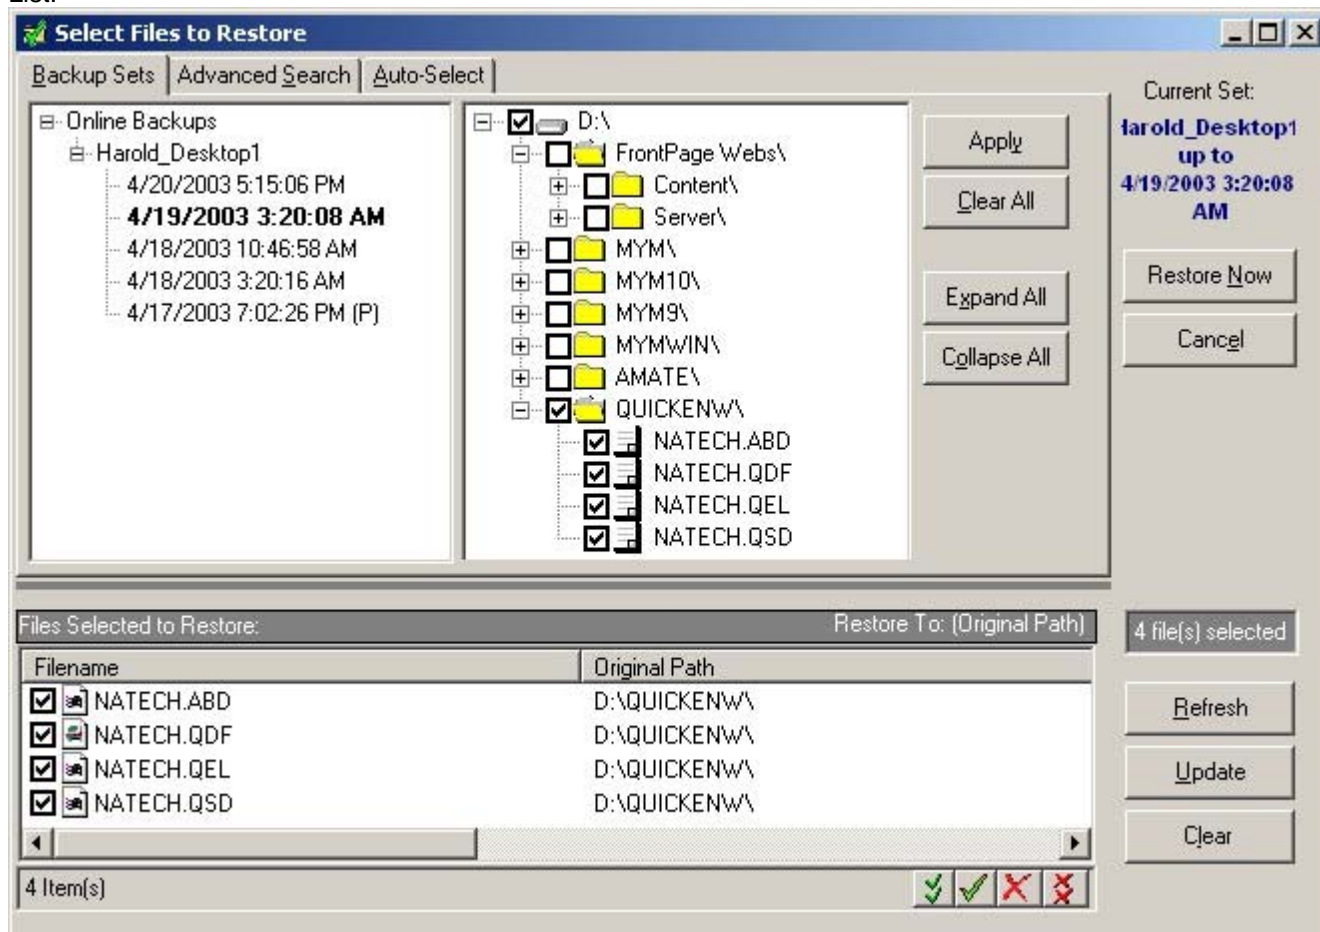 Select Files to Restore
Backup Sets
Advanced Search
Auto-Select
Online Backups
Harold_Desktop1
4/20/2003 5:15:06 PM
4/19/2003 3:20:08 AM
4/18/2003 10:46:58 AM
4/18/2003 3:20:16 AM
4/17/2003 7:02:26 PM (P)
D:\
FrontPage Webs\
Content\
Server\
MYM\
MYM10\
MYM9\
MYMWIN\
AMATE\
QUICKENW\
NATECH.ABD
NATECH.QDF
NATECH.QEL
NATECH.QSD
Apply
Clear All
Expand All
Collapse All
Current Set:
Harold_Desktop1
up to
4/19/2003 3:20:08
AM
Restore Now
Cancel
Files Selected to Restore: Restore To: (Original Path)
4 file(s) selected
Filename Original Path
NATECH.ABD D:\QUICKENW\
NATECH.QDF D:\QUICKENW\
NATECH.QEL D:\QUICKENW\
NATECH.QSD D:\QUICKENW\
Refresh
Update
Clear
4 Item(s)